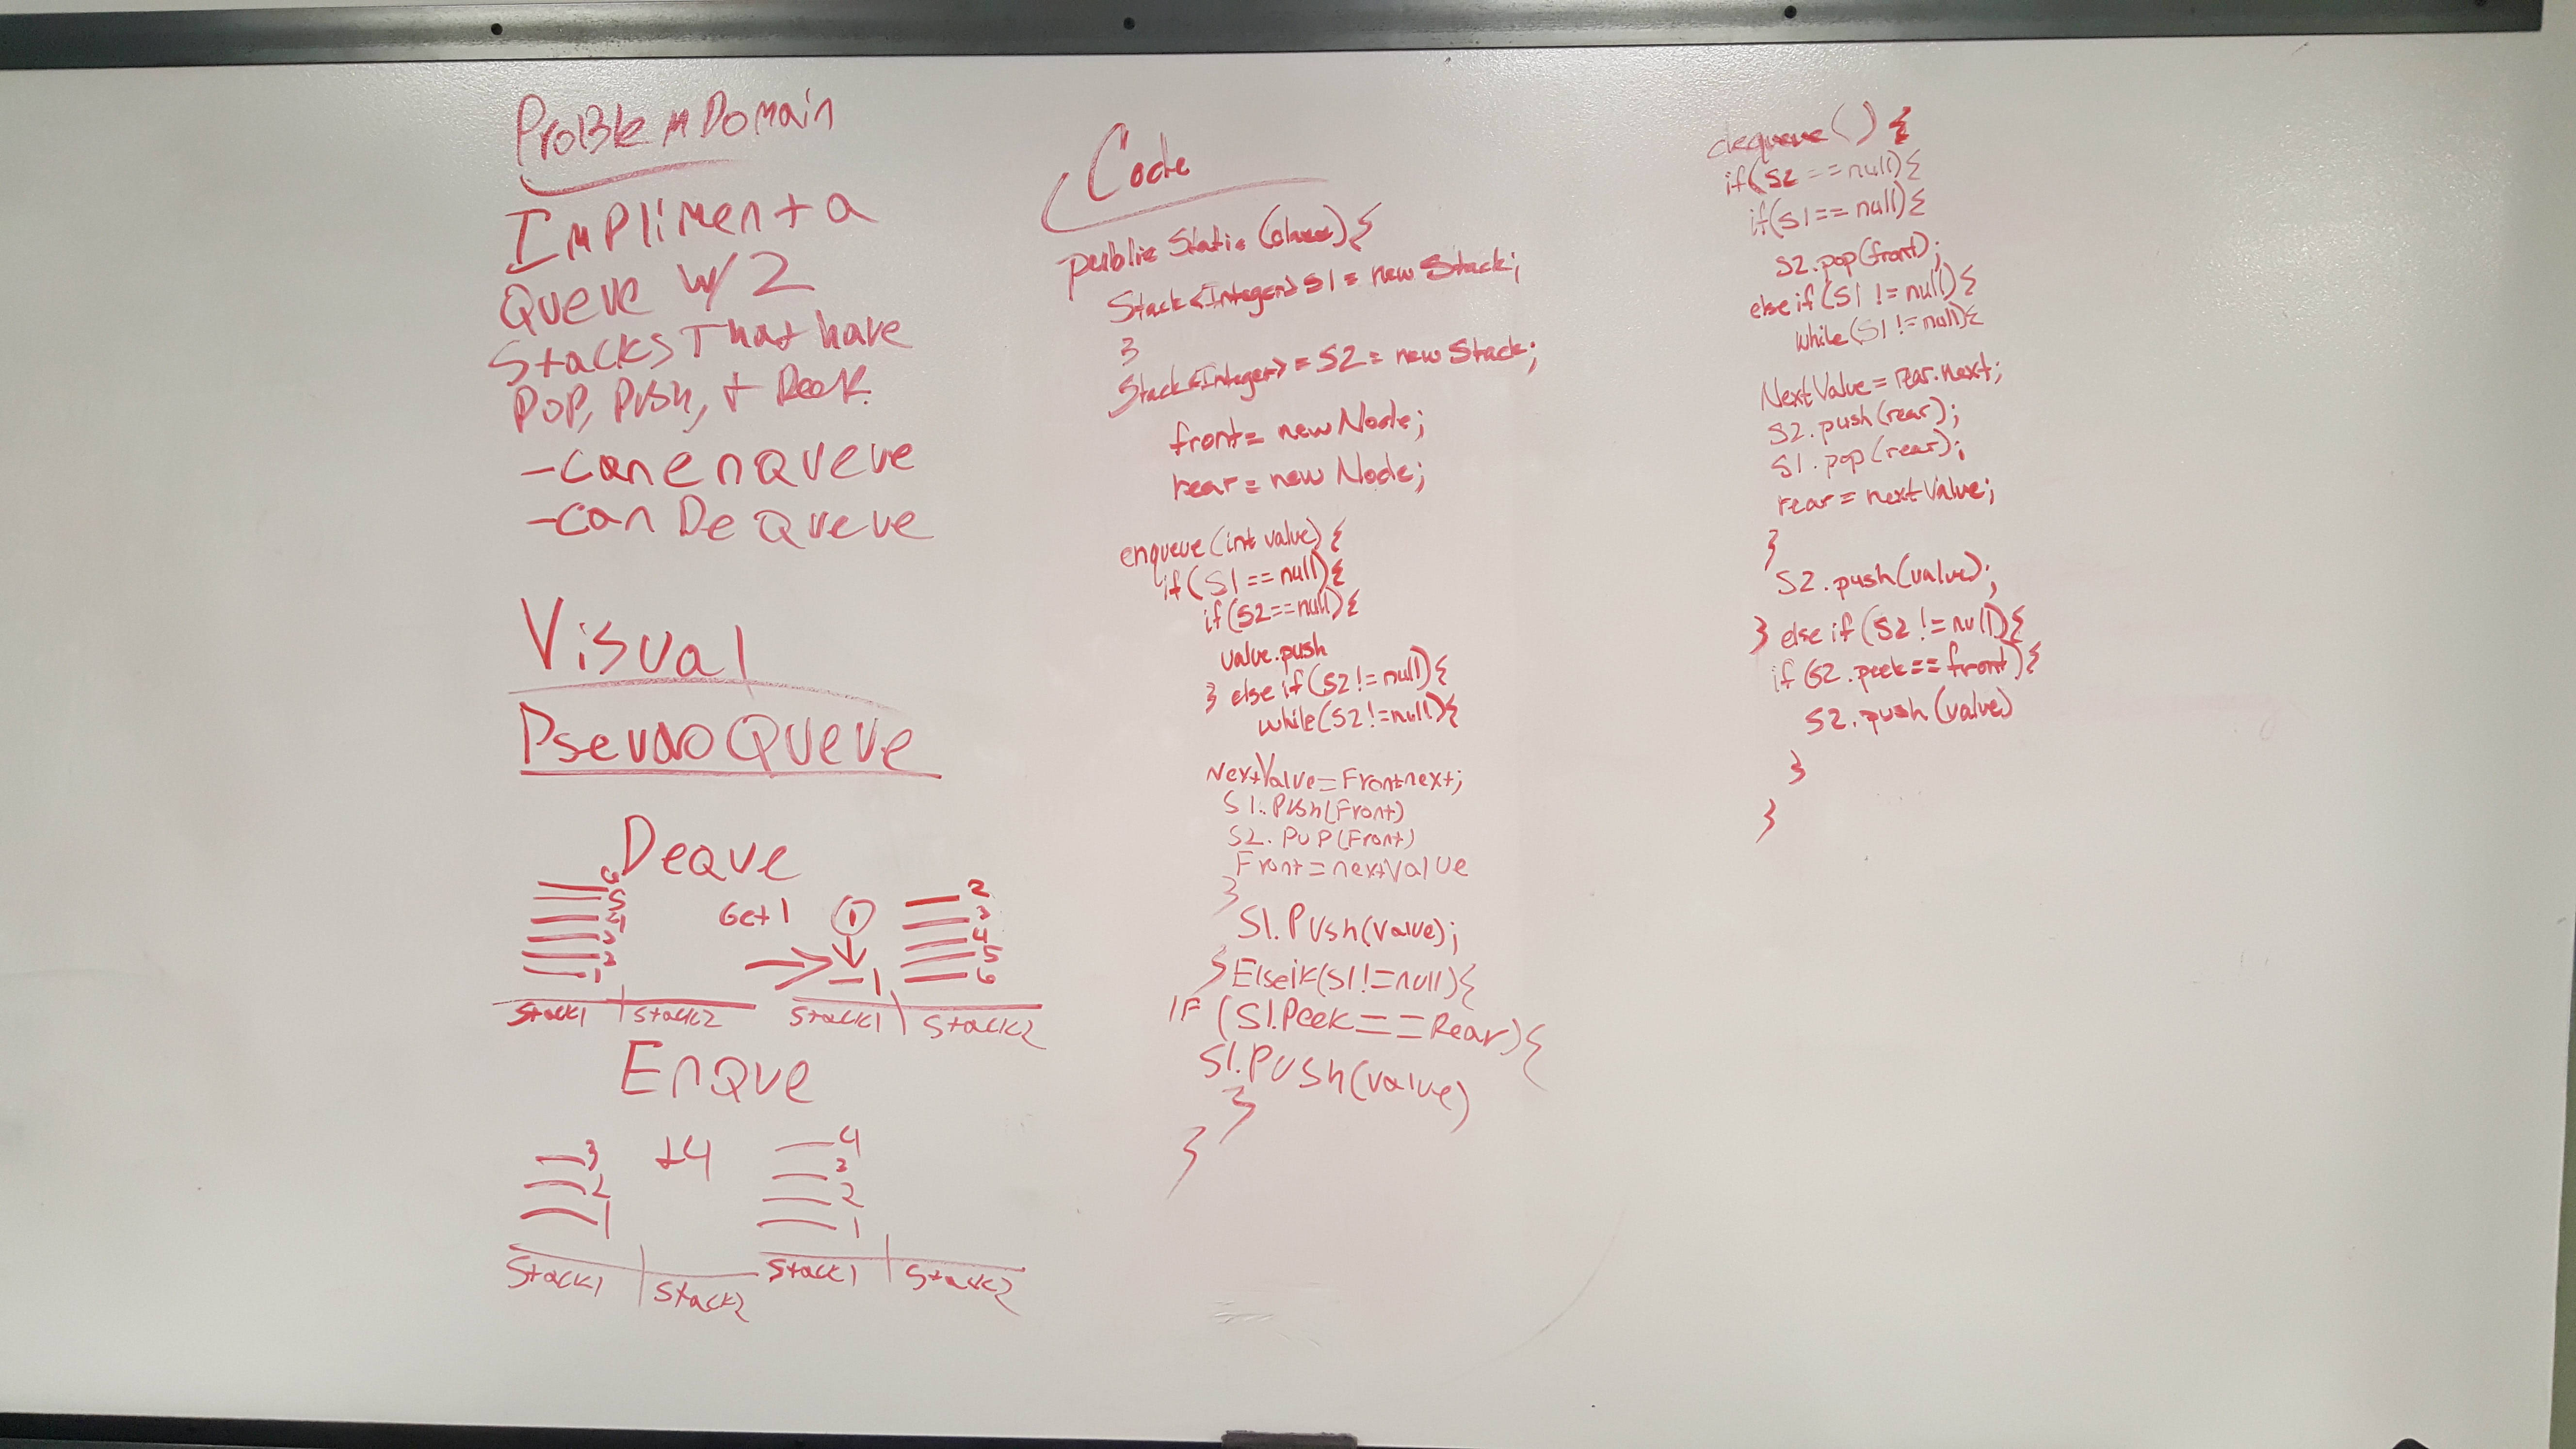 Problem Domain
Impliment a
Queue w/ 2
Stacks That have
Pop, Push, + Peek.
- can enqueue
- can DeQueue
Visual
Pseudo Queue
Deque
6
5
4
3
2
1
Stack1 Stack2
Get 1
1
1
2
3
4
5
6
Stack1 Stack2
Enque
3
2
1
Stack1 Stack2
+4
4
3
2
1
Stack1 Stack2
Code
public static {
Stack<Integer> S1 = new Stack;
}
Stack<Integer> = S2 = new Stack;
front = new Node;
rear = new Node;
enqueue (int value) {
if (S1 == null) {
if (S2 == null) {
value.push
} else if (S2 != null) {
while (S2 != null) {
NextValue = Front.next;
S1.Push(Front)
S2.Pop(Front)
Front = nextValue
}
S1.Push(Value);
} Elseif (S1 != null) {
IF (S1.Peek == Rear) {
S1.Push(Value)
}
}
dequeue () {
if (S2 == null) {
if (S1 == null) {
S2.pop(front);
else if (S1 != null) {
while (S1 != null) {
NextValue = rear.next;
S2.push(rear);
S1.pop(rear);
rear = nextValue;
}
S2.push(value);
} else if (S2 != null) {
if (S2.peek == front) {
S2.push(value)
}
}